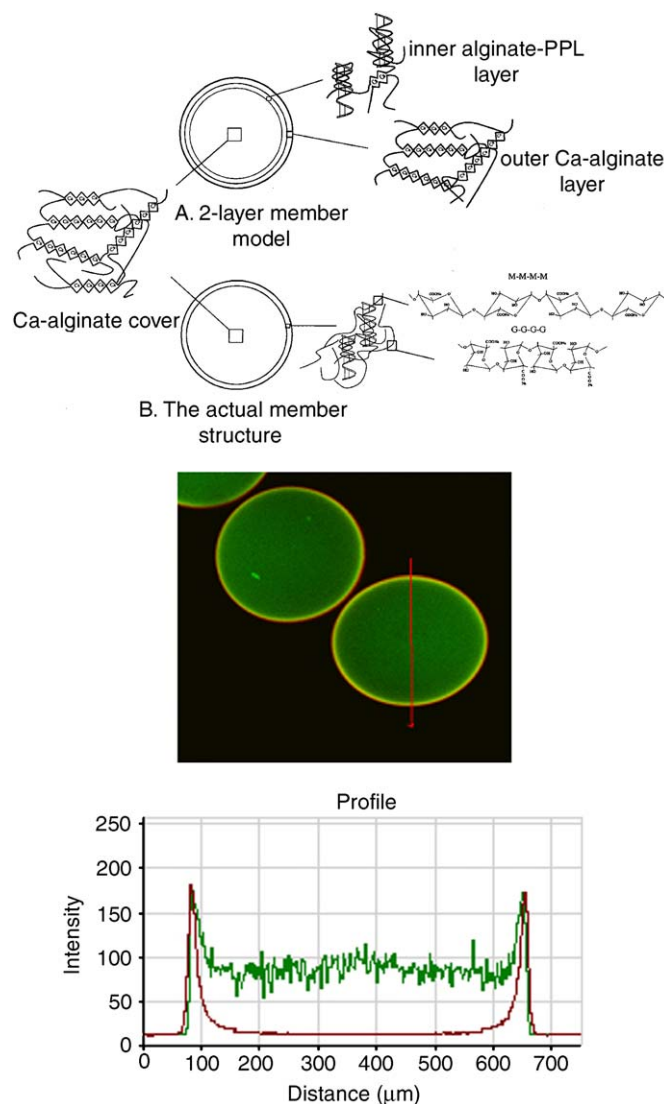 inner alginate-PPL
layer
outer Ca-alginate
layer
A. 2-layer member
model
Ca-alginate cover
M-M-M-M
G-G-G-G
B. The actual member
structure
Profile
Intensity
250
200
150
100
50
0
0
100
200
300
400
500
600
700
Distance (μm)